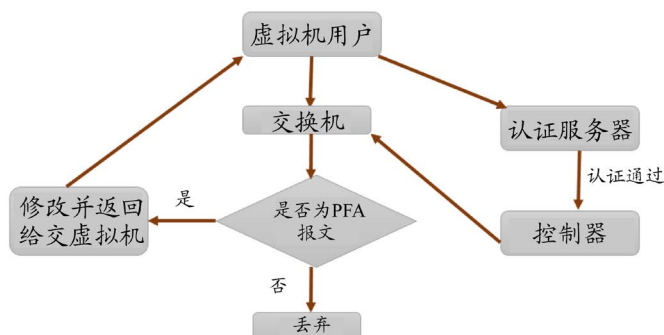 虚拟机用户
交换机
认证服务器
认证通过
修改并返回
给交虚拟机
是
是否为PFA
报文
控制器
否
丢弃